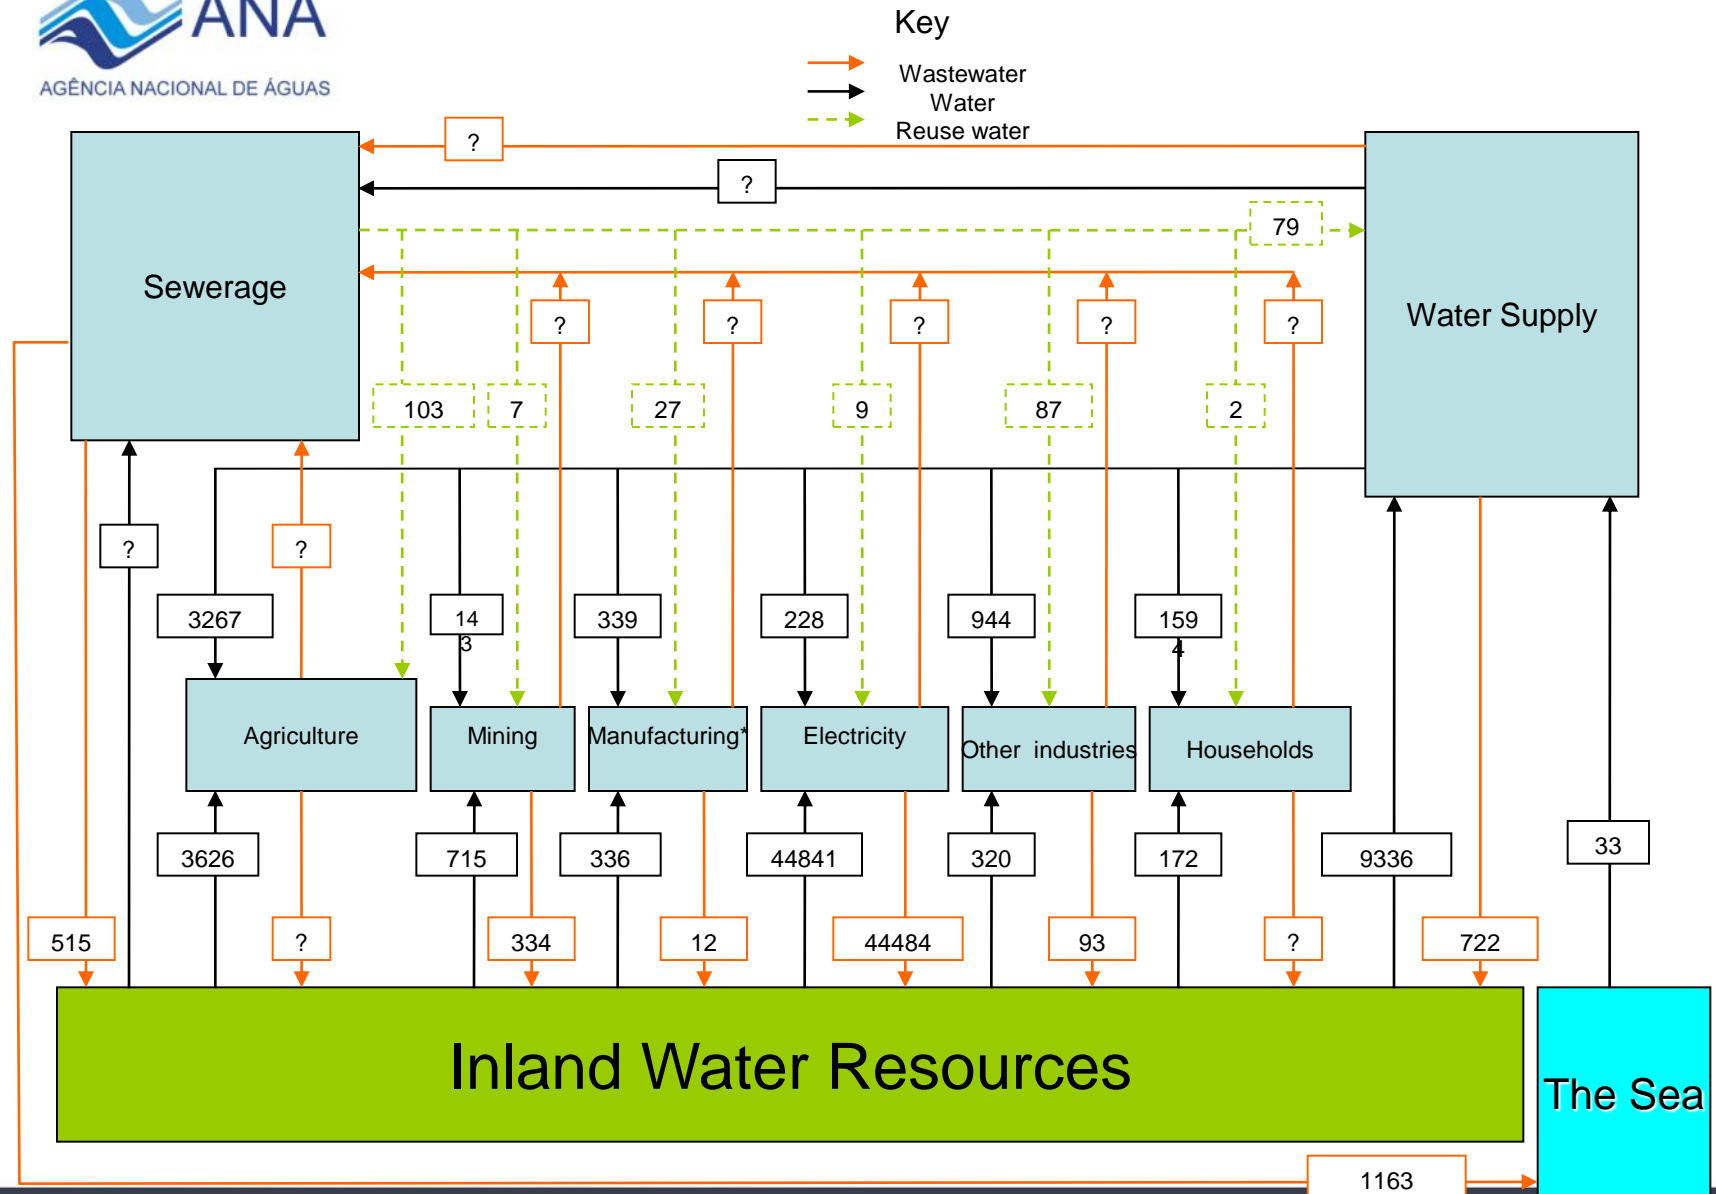 ANA
AGÊNCIA NACIONAL DE ÁGUAS
Key
Wastewater
Water
Reuse water
?
?
79
Sewerage
Water Supply
? ? ? ? ?
103 7 27 9 87 2
? ?
3267 14
3 339 228 944 159
4
Agriculture Mining Manufacturing* Electricity Other industries Households
3626 715 336 44841 320 172 9336 33
515 ? 334 12 44484 93 ? 722
Inland Water Resources
The Sea
1163